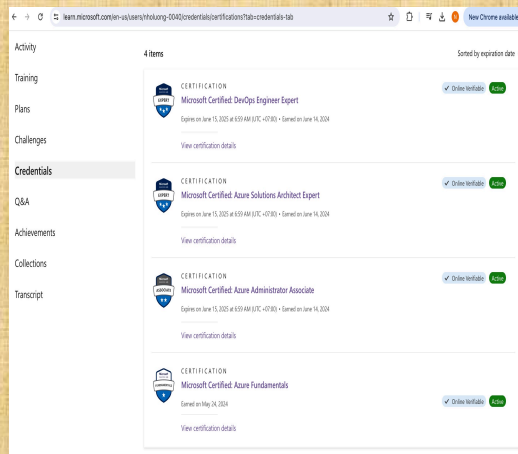 learn.microsoft.com/en-us/users/nholuong-0040/credentials/certifications?tab=credentials-tab
New Chrome available
Activity
Training
Plans
Challenges
Credentials
Q&A
Achievements
Collections
Transcript
4 items
Sorted by expiration date
EXPERT
CERTIFICATION
Microsoft Certified: DevOps Engineer Expert
Expires on June 15, 2025 at 6:59 AM (UTC +07:00) • Earned on June 14, 2024
View certification details
Online Verifiable
Active
EXPERT
CERTIFICATION
Microsoft Certified: Azure Solutions Architect Expert
Expires on June 15, 2025 at 6:59 AM (UTC +07:00) • Earned on June 14, 2024
View certification details
Online Verifiable
Active
ASSOCIATE
CERTIFICATION
Microsoft Certified: Azure Administrator Associate
Expires on June 15, 2025 at 6:59 AM (UTC +07:00) • Earned on June 14, 2024
View certification details
Online Verifiable
Active
FUNDAMENTALS
CERTIFICATION
Microsoft Certified: Azure Fundamentals
Earned on May 24, 2024
View certification details
Online Verifiable
Active